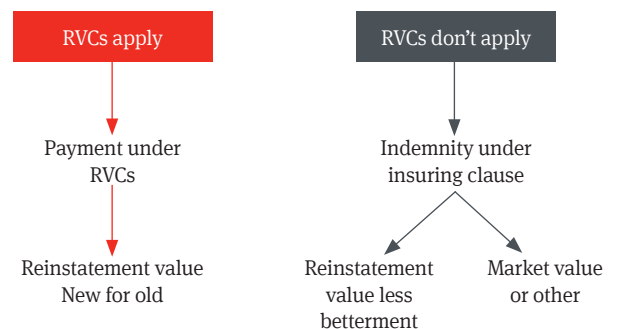 RVCs apply
RVCs don’t apply
Payment under
RVCs
Indemnity under
insuring clause
Reinstatement value
New for old
Reinstatement
value less
betterment
Market value
or other